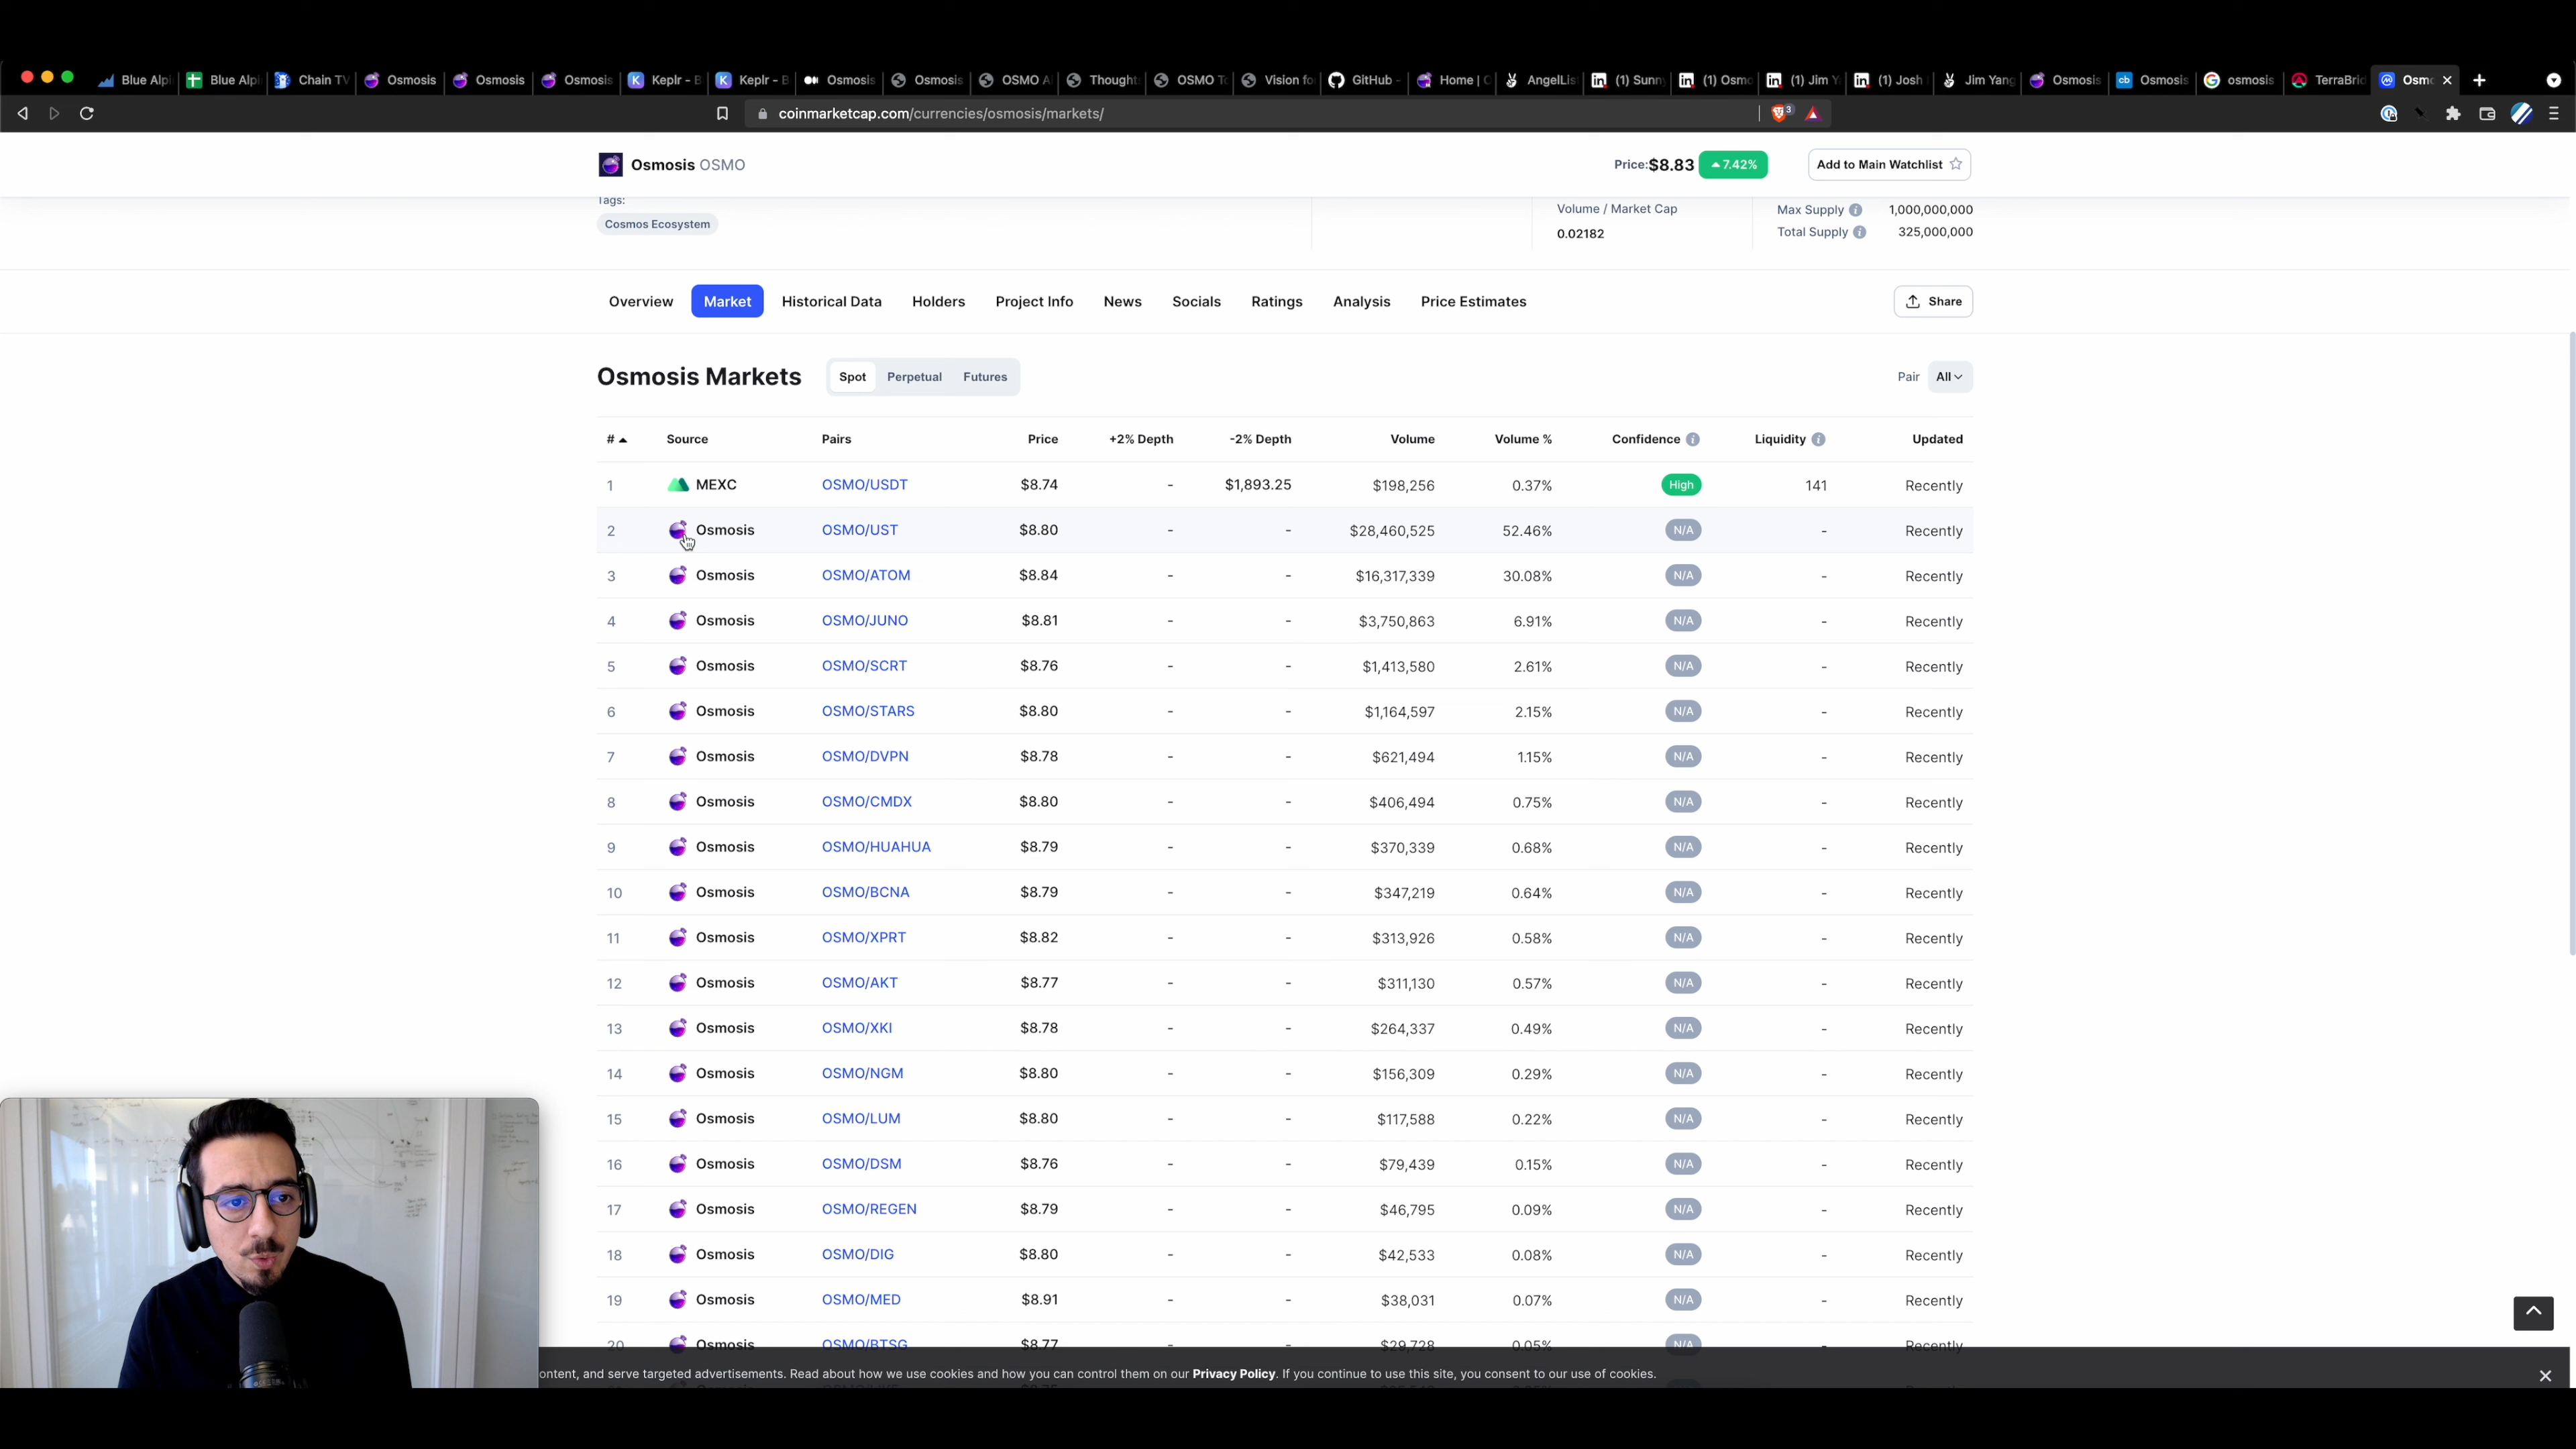 Blue Alpi Blue Alp Chain TV Osmosis Osmosis Osmosis Keplr - B Keplr - B Osmosis Osmosis OSMO A Thought OSMO T Vision fo GitHub - Home | C AngelLis (1) Sunn (1) Osmo (1) Jim Y (1) Josh Jim Yang Osmosis Osmosis osmosis TerraBrid Osmo
coinmarketcap.com/currencies/osmosis/markets/ 3
Osmosis OSMO Price:$8.83 7.42% Add to Main Watchlist
Tags: Volume / Market Cap Max Supply 1,000,000,000
Cosmos Ecosystem 0.02182 Total Supply 325,000,000
Overview Market Historical Data Holders Project Info News Socials Ratings Analysis Price Estimates Share
Osmosis Markets Spot Perpetual Futures Pair All
# Source Pairs Price +2% Depth -2% Depth Volume Volume % Confidence Liquidity Updated
1 MEXC OSMO/USDT $8.74 - $1,893.25 $198,256 0.37% High 141 Recently
2 Osmosis OSMO/UST $8.80 - - $28,460,525 52.46% N/A - Recently
3 Osmosis OSMO/ATOM $8.84 - - $16,317,339 30.08% N/A - Recently
4 Osmosis OSMO/JUNO $8.81 - - $3,750,863 6.91% N/A - Recently
5 Osmosis OSMO/SCRT $8.76 - - $1,413,580 2.61% N/A - Recently
6 Osmosis OSMO/STARS $8.80 - - $1,164,597 2.15% N/A - Recently
7 Osmosis OSMO/DVPN $8.78 - - $621,494 1.15% N/A - Recently
8 Osmosis OSMO/CMDX $8.80 - - $406,494 0.75% N/A - Recently
9 Osmosis OSMO/HUAHUA $8.79 - - $370,339 0.68% N/A - Recently
10 Osmosis OSMO/BCNA $8.79 - - $347,219 0.64% N/A - Recently
11 Osmosis OSMO/XPRT $8.82 - - $313,926 0.58% N/A - Recently
12 Osmosis OSMO/AKT $8.77 - - $311,130 0.57% N/A - Recently
13 Osmosis OSMO/XKI $8.78 - - $264,337 0.49% N/A - Recently
14 Osmosis OSMO/NGM $8.80 - - $156,309 0.29% N/A - Recently
15 Osmosis OSMO/LUM $8.80 - - $117,588 0.22% N/A - Recently
16 Osmosis OSMO/DSM $8.76 - - $79,439 0.15% N/A - Recently
17 Osmosis OSMO/REGEN $8.79 - - $46,795 0.09% N/A - Recently
18 Osmosis OSMO/DIG $8.80 - - $42,533 0.08% N/A - Recently
19 Osmosis OSMO/MED $8.91 - - $38,031 0.07% N/A - Recently
20 Osmosis OSMO/BTSG $8.77 - - $29,728 0.05% N/A - Recently
ontent, and serve targeted advertisements. Read about how we use cookies and how you can control them on our Privacy Policy. If you continue to use this site, you consent to our use of cookies.